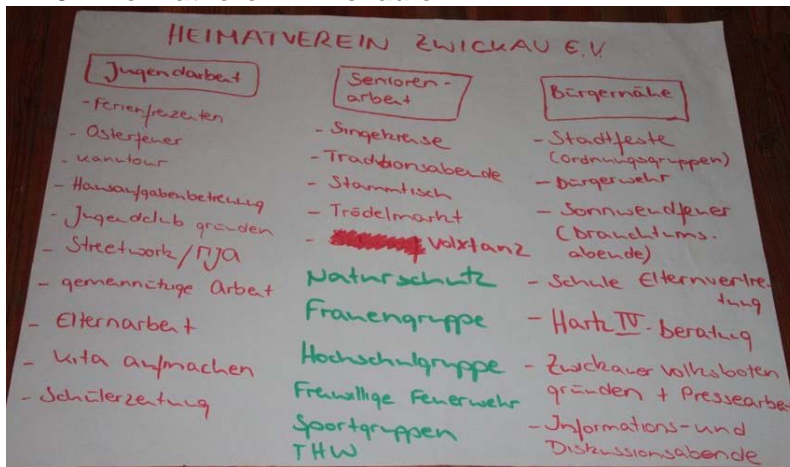 HEIMATVEREIN ZWICKAU E.V.
Jugendarbeit
- Ferienfreizeiten
- Osterfeuer
- Kanutour
- Hausaufgabenbetreuung
- Jugendclub gründen
- Streetwork/MJA
- gemeinnützige Arbeit
- Elternarbeit
- Kita aufmachen
- Schülerzeitung
Senioren-
arbeit
- Singekreise
- Traditionsabende
- Stammtisch
- Trödelmarkt
- Volxtanz
Naturschutz
Frauengruppe
Hochschulgruppe
Freiwillige Feuerwehr
Sportgruppen
THW
Bürgernähe
- Stadtfeste
(Ordnungsgruppen)
- Bürgerwehr
- Sonnwendfeuer
(Brauchtums-
abende)
- Schule Elternvertre-
tung
- Hartz IV-beratung
- Zwickauer Volksboten
gründen + Pressearbe
- Informations- und
Diskussionsabende